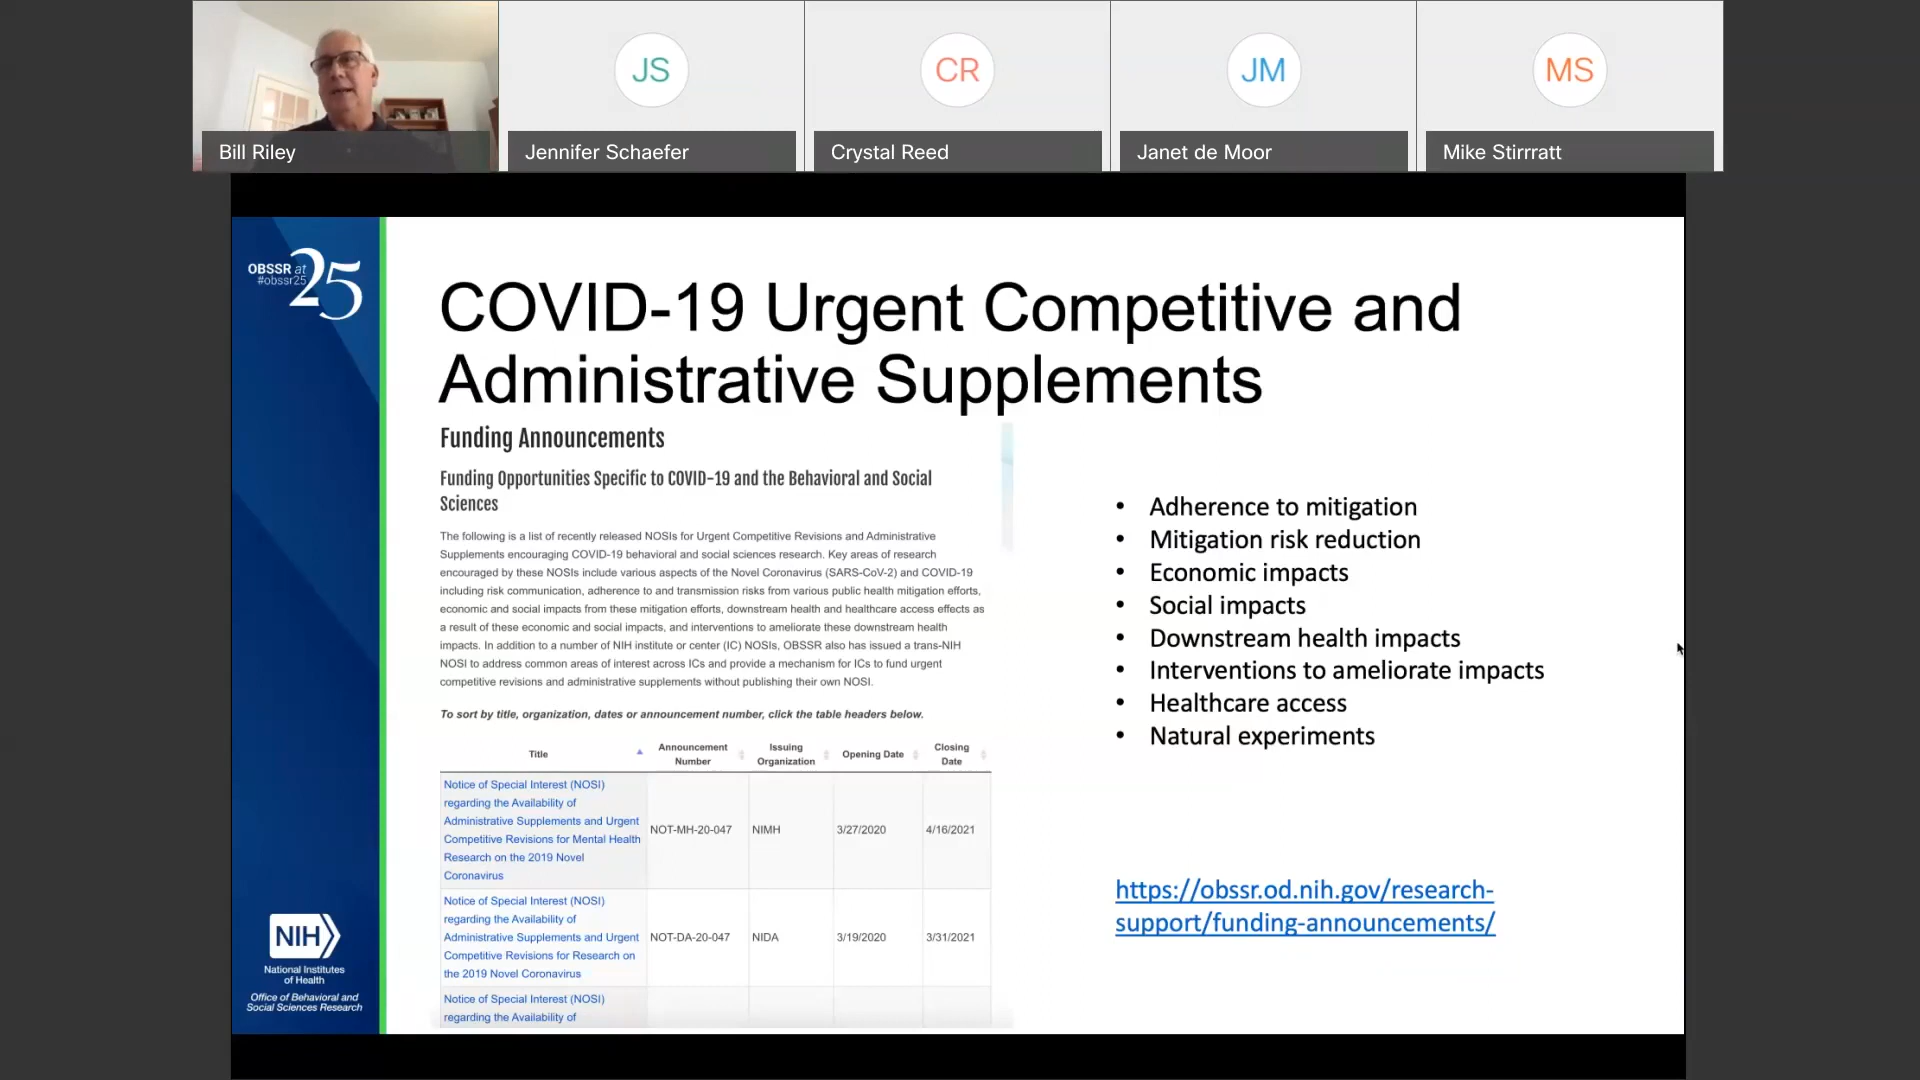 JS
CR
JM
MS
Bill Riley
Jennifer Schaefer
Crystal Reed
Janet de Moor
Mike Stirrratt
OBSSR at
#obssr25
25
COVID-19 Urgent Competitive and
Administrative Supplements
Funding Announcements
Funding Opportunities Specific to COVID-19 and the Behavioral and Social
Sciences
The following is a list of recently released NOSIs for Urgent Competitive Revisions and Administrative
Supplements encouraging COVID-19 behavioral and social sciences research. Key areas of research
encouraged by these NOSIs include various aspects of the Novel Coronavirus (SARS-CoV-2) and COVID-19
including risk communication, adherence to and transmission risks from various public health mitigation efforts,
economic and social impacts from these mitigation efforts, downstream health and healthcare access effects as
a result of these economic and social impacts, and interventions to ameliorate these downstream health
impacts. In addition to a number of NIH institute or center (IC) NOSIs, OBSSR also has issued a trans-NIH
NOSI to address common areas of interest across ICs and provide a mechanism for ICs to fund urgent
competitive revisions and administrative supplements without publishing their own NOSI.
To sort by title, organization, dates or announcement number, click the table headers below.
Title
Announcement
Number
Issuing
Organization
Opening Date
Closing
Date
Notice of Special Interest (NOSI)
regarding the Availability of
Administrative Supplements and Urgent
Competitive Revisions for Mental Health
Research on the 2019 Novel
Coronavirus
NOT-MH-20-047
NIMH
3/27/2020
4/16/2021
Notice of Special Interest (NOSI)
regarding the Availability of
Administrative Supplements and Urgent
Competitive Revisions for Research on
the 2019 Novel Coronavirus
NOT-DA-20-047
NIDA
3/19/2020
3/31/2021
Notice of Special Interest (NOSI)
regarding the Availability of
• Adherence to mitigation
• Mitigation risk reduction
• Economic impacts
• Social impacts
• Downstream health impacts
• Interventions to ameliorate impacts
• Healthcare access
• Natural experiments
https://obssr.od.nih.gov/research-
support/funding-announcements/
NIH
National Institutes
of Health
Office of Behavioral and
Social Sciences Research